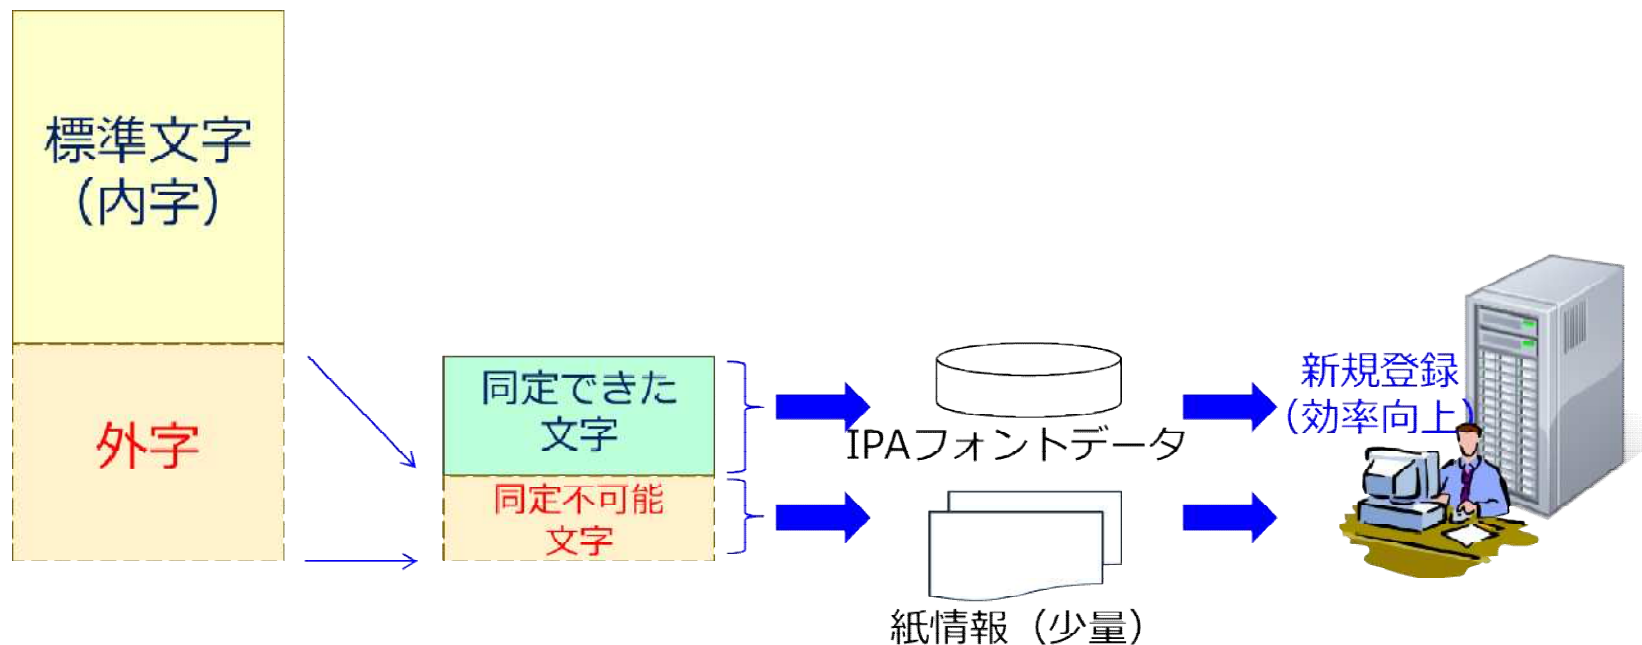 標準文字
（内字）
外字
同定できた
文字
同定不可能
文字
IPAフォントデータ
紙情報（少量）
新規登録
（効率向上）